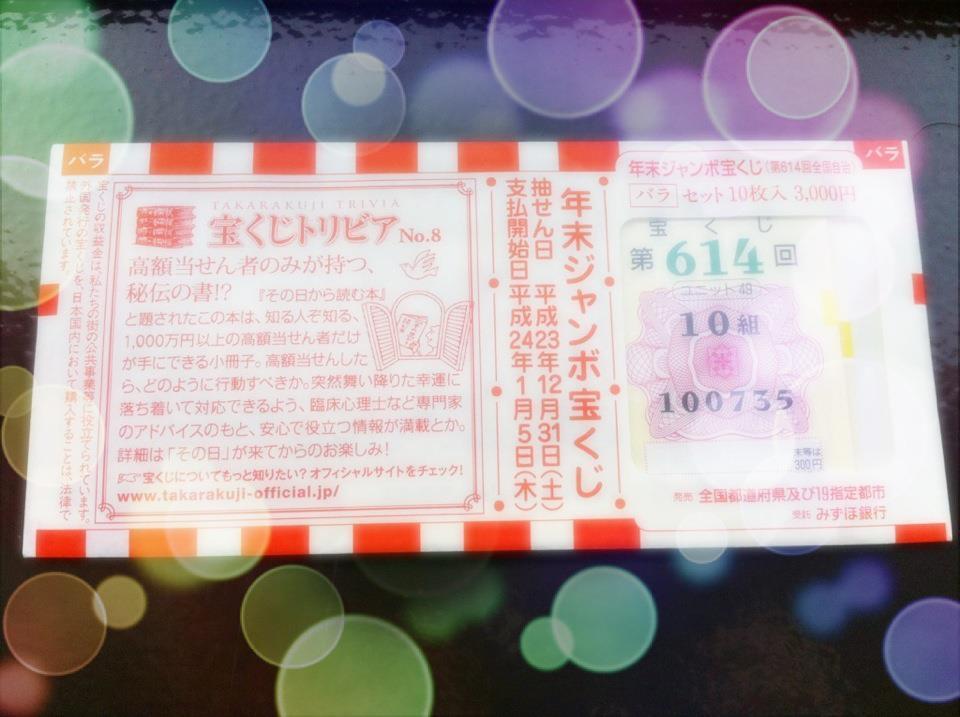 バラ
宝くじの収益金は、私たちの街の公共事業等に役立てられています。
外国発行の宝くじを、日本国内において購入することは、法律で
禁止されています。
TAKARAKUJI TRIVIA
宝くじトリビア No.8
高額当せん者のみが持つ、
秘伝の書!? 『その日から読む本』
と題されたこの本は、知る人ぞ知る、
1,000万円以上の高額当せん者だけ
が手にできる小冊子。高額当せんした
ら、どのように行動すべきか。突然舞い降りた幸運に
落ち着いて対応できるよう、臨床心理士など専門家
のアドバイスのもと、安心で役立つ情報が満載とか。
詳細は「その日」が来てからのお楽しみ!
宝くじについてもっと知りたい?オフィシャルサイトをチェック!
www.takarakuji-official.jp/
年末ジャンボ宝くじ
抽せん日 平成23年12月31日(土)
支払開始日 平成24年1月5日(木)
バラ
年末ジャンボ宝くじ(第614回全国自治)
バラ セット10枚入 3,000円
宝くじ
第614回
ユニット49
10組
100735
末等は
300円
発売 全国都道府県及び19指定都市
受託 みずほ銀行